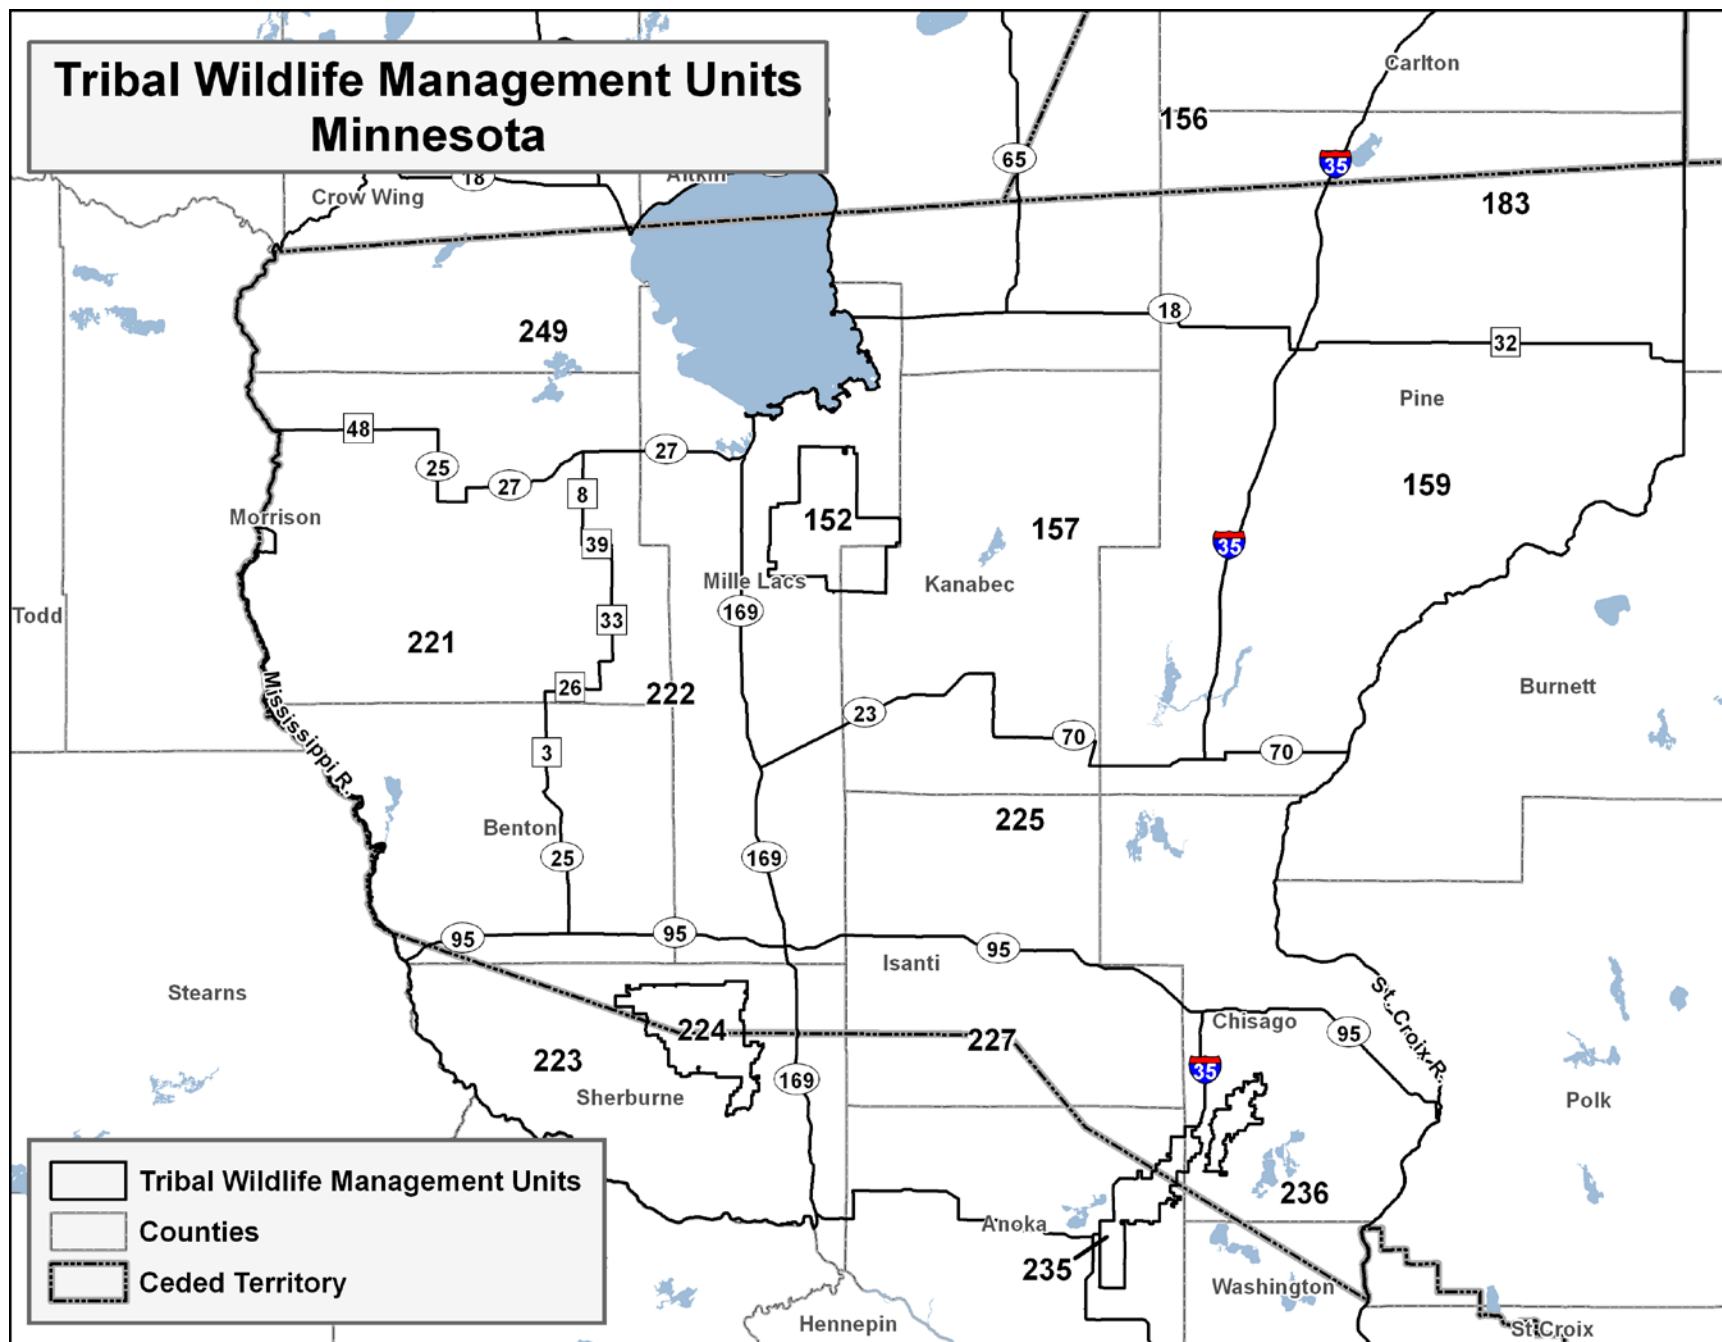 Tribal Wildlife Management Units
Minnesota
Carlton
156
65
35
18
Aitkin
Crow Wing
183
249
18
32
Pine
48
27
25
27
8
159
Morrison
152
157
39
35
Mille Lacs
Kanabec
169
Todd
33
221
26
222
Burnett
Mississippi R.
23
70
70
3
225
Benton
25
169
95
95
95
Isanti
Stearns
St. Croix R.
Chisago
224
227
95
223
35
169
Sherburne
Polk
236
Anoka
235
Washington
Hennepin
St Croix
Tribal Wildlife Management Units
Counties
Ceded Territory